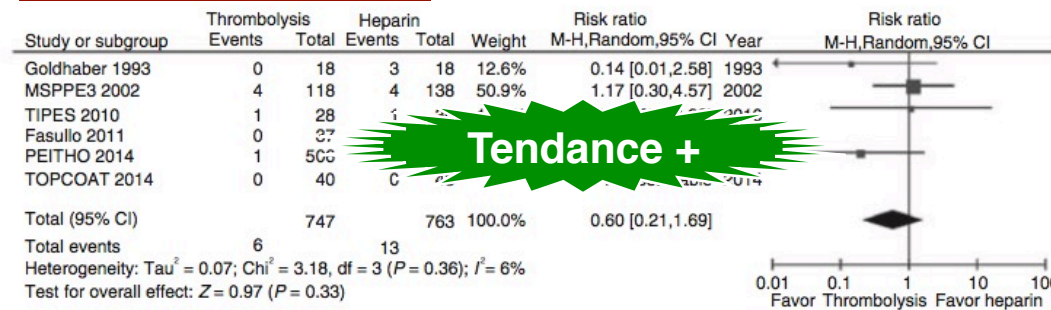 Thrombolysis Heparin Risk ratio Risk ratio
Study or subgroup Events Total Events Total Weight M-H,Random,95% CI Year M-H,Random,95% CI
Goldhaber 1993 0 18 3 18 12.6% 0.14 [0.01,2.58] 1993
MSPPE3 2002 4 118 4 138 50.9% 1.17 [0.30,4.57] 2002
TIPES 2010 1 28 1
Fasullo 2011 0
PEITHO 2014 1
TOPCOAT 2014 0 40
Tendance +
Total (95% CI) 747 763 100.0% 0.60 [0.21,1.69]
Total events 6 13
Heterogeneity: Tau² = 0.07; Chi² = 3.18, df = 3 (P = 0.36); I² = 6%
Test for overall effect: Z = 0.97 (P = 0.33)
0.01 0.1 1 10
Favor Thrombolysis Favor heparin